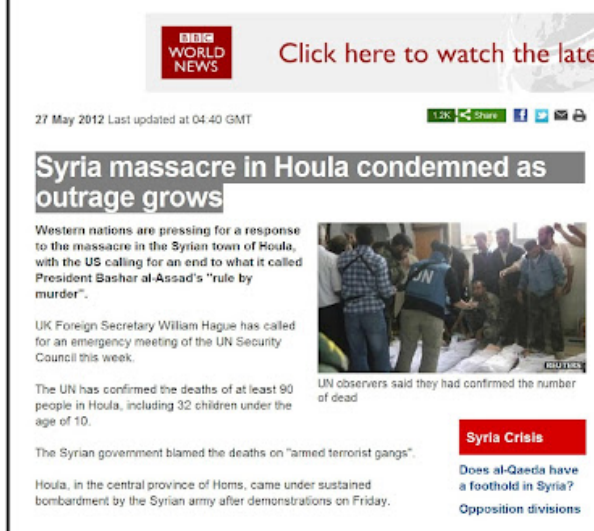 BBC
WORLD
NEWS
Click here to watch the late
27 May 2012 Last updated at 04:40 GMT
1.2K Share
Syria massacre in Houla condemned as
outrage grows
Western nations are pressing for a response
to the massacre in the Syrian town of Houla,
with the US calling for an end to what it called
President Bashar al-Assad's "rule by
murder".
UK Foreign Secretary William Hague has called
for an emergency meeting of the UN Security
Council this week.
The UN has confirmed the deaths of at least 90
people in Houla, including 32 children under the
age of 10.
The Syrian government blamed the deaths on "armed terrorist gangs".
Houla, in the central province of Homs, came under sustained
bombardment by the Syrian army after demonstrations on Friday.
UN
REUTERS
UN observers said they had confirmed the number
of dead
Syria Crisis
Does al-Qaeda have
a foothold in Syria?
Opposition divisions